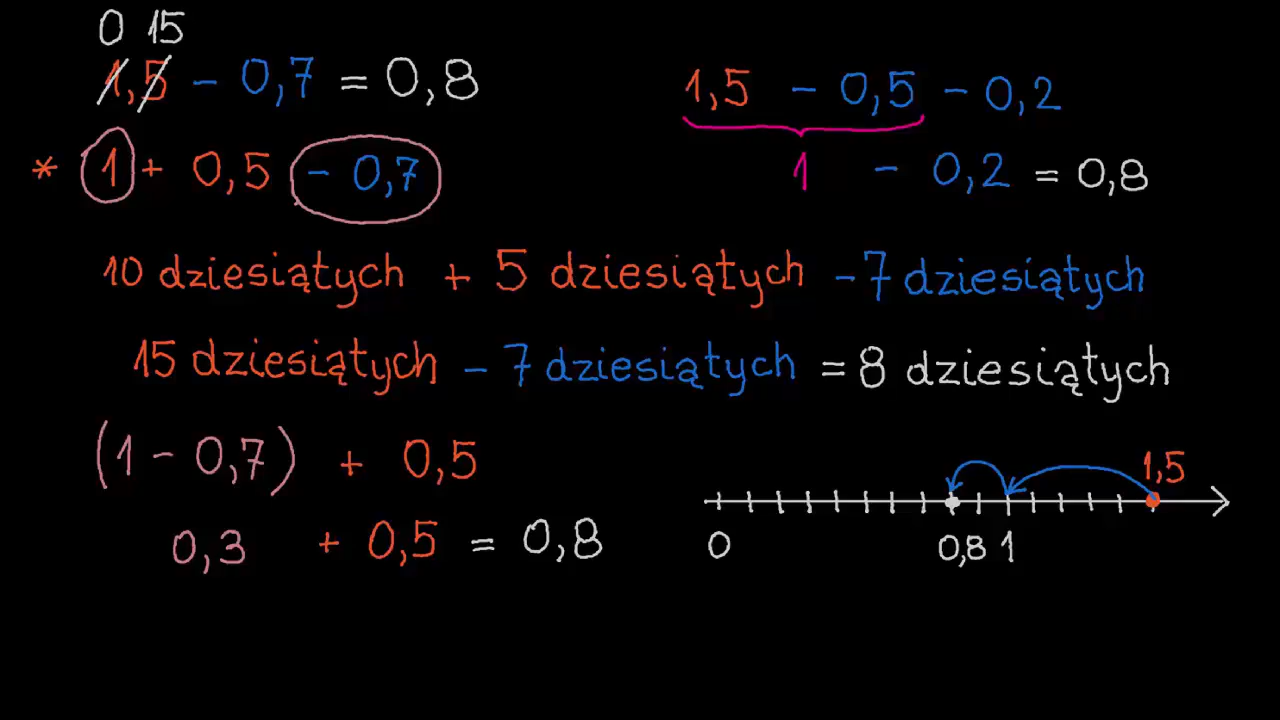 0 15
1,5 - 0,7 = 0,8
* 1 + 0,5 - 0,7
10 dziesiątych + 5 dziesiątych - 7 dziesiątych
15 dziesiątych - 7 dziesiątych = 8 dziesiątych
(1 - 0,7) + 0,5
0,3 + 0,5 = 0,8
1,5 - 0,5 - 0,2
1 - 0,2 = 0,8
1,5
0 0,8 1